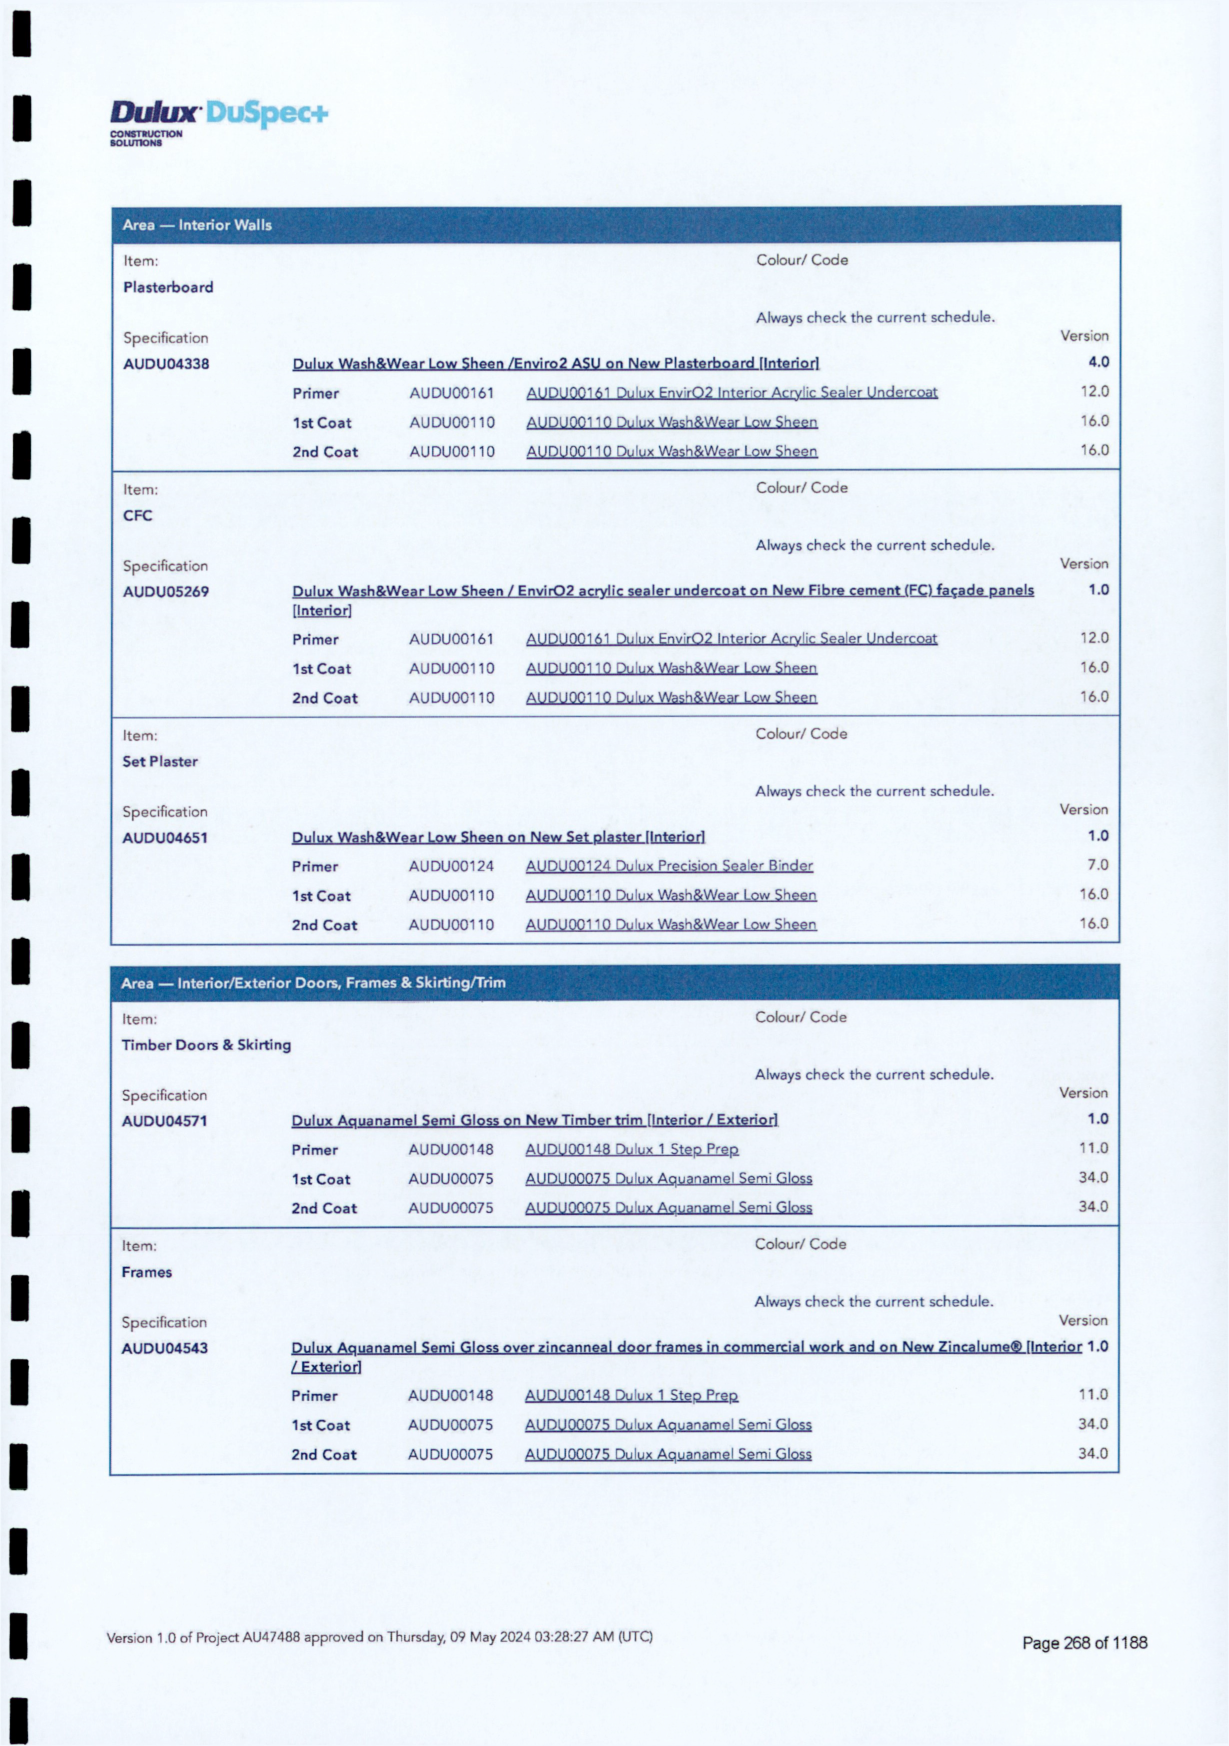 Dulux DuSpec+
CONSTRUCTION
SOLUTIONS
Area — Interior Walls
Item: Colour/ Code
Plasterboard
Always check the current schedule.
Specification Version
AUDU04338 Dulux Wash&Wear Low Sheen /Enviro2 ASU on New Plasterboard [Interior] 4.0
Primer AUDU00161 AUDU00161 Dulux EnvirO2 Interior Acrylic Sealer Undercoat 12.0
1st Coat AUDU00110 AUDU00110 Dulux Wash&Wear Low Sheen 16.0
2nd Coat AUDU00110 AUDU00110 Dulux Wash&Wear Low Sheen 16.0
Item: Colour/ Code
CFC
Always check the current schedule.
Specification Version
AUDU05269 Dulux Wash&Wear Low Sheen / EnvirO2 acrylic sealer undercoat on New Fibre cement (FC) façade panels 1.0
[Interior]
Primer AUDU00161 AUDU00161 Dulux EnvirO2 Interior Acrylic Sealer Undercoat 12.0
1st Coat AUDU00110 AUDU00110 Dulux Wash&Wear Low Sheen 16.0
2nd Coat AUDU00110 AUDU00110 Dulux Wash&Wear Low Sheen 16.0
Item: Colour/ Code
Set Plaster
Always check the current schedule.
Specification Version
AUDU04651 Dulux Wash&Wear Low Sheen on New Set plaster [Interior] 1.0
Primer AUDU00124 AUDU00124 Dulux Precision Sealer Binder 7.0
1st Coat AUDU00110 AUDU00110 Dulux Wash&Wear Low Sheen 16.0
2nd Coat AUDU00110 AUDU00110 Dulux Wash&Wear Low Sheen 16.0
Area — Interior/Exterior Doors, Frames & Skirting/Trim
Item: Colour/ Code
Timber Doors & Skirting
Always check the current schedule.
Specification Version
AUDU04571 Dulux Aquanamel Semi Gloss on New Timber trim [Interior / Exterior] 1.0
Primer AUDU00148 AUDU00148 Dulux 1 Step Prep 11.0
1st Coat AUDU00075 AUDU00075 Dulux Aquanamel Semi Gloss 34.0
2nd Coat AUDU00075 AUDU00075 Dulux Aquanamel Semi Gloss 34.0
Item: Colour/ Code
Frames
Always check the current schedule.
Specification Version
AUDU04543 Dulux Aquanamel Semi Gloss over zincanneal door frames in commercial work and on New Zincalume® [Interior 1.0
/ Exterior]
Primer AUDU00148 AUDU00148 Dulux 1 Step Prep 11.0
1st Coat AUDU00075 AUDU00075 Dulux Aquanamel Semi Gloss 34.0
2nd Coat AUDU00075 AUDU00075 Dulux Aquanamel Semi Gloss 34.0
Version 1.0 of Project AU47488 approved on Thursday, 09 May 2024 03:28:27 AM (UTC)
Page 268 of 1188